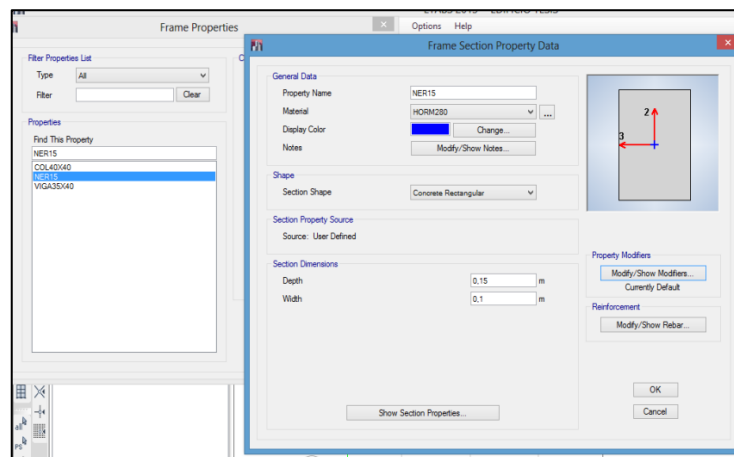 Frame Properties
Options Help
Filter Properties List
Type All
Filter Clear
Properties
Find This Property
NER15
COL40X40
NER15
VIGA35X40
Frame Section Property Data
General Data
Property Name NER15
Material HORM280 ...
Display Color Change...
Notes Modify/Show Notes...
Shape
Section Shape Concrete Rectangular
Section Property Source
Source: User Defined
Section Dimensions
Depth 0,15 m
Width 0,1 m
Show Section Properties...
2
3
Property Modifiers
Modify/Show Modifiers...
Currently Default
Reinforcement
Modify/Show Rebar...
OK
Cancel
all
PS